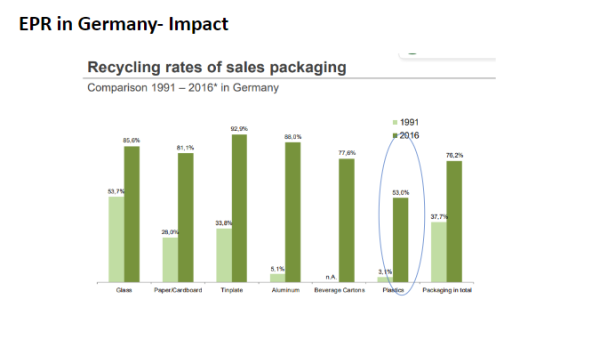 EPR in Germany- Impact
Recycling rates of sales packaging
Comparison 1991 – 2016* in Germany
1991
2016
53,7%
85,6%
28,0%
81,1%
33,8%
92,9%
5,1%
88,0%
n.A.
77,6%
3,1%
53,0%
37,7%
76,2%
Glass
Paper/Cardboard
Tinplate
Aluminum
Beverage Cartons
Plastics
Packaging in total